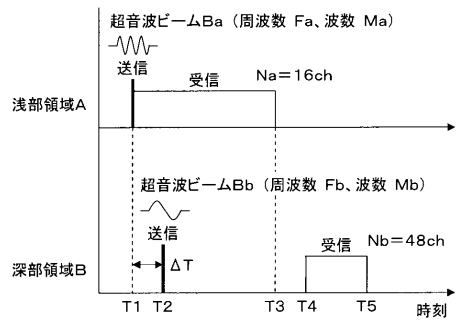 超音波ビームBa（周波数 Fa、波数 Ma）
送信
受信
Na＝16ch
浅部領域A
超音波ビームBb（周波数 Fb、波数 Mb）
送信
受信
Nb＝48ch
深部領域B
ΔT
T1 T2 T3 T4 T5
時刻